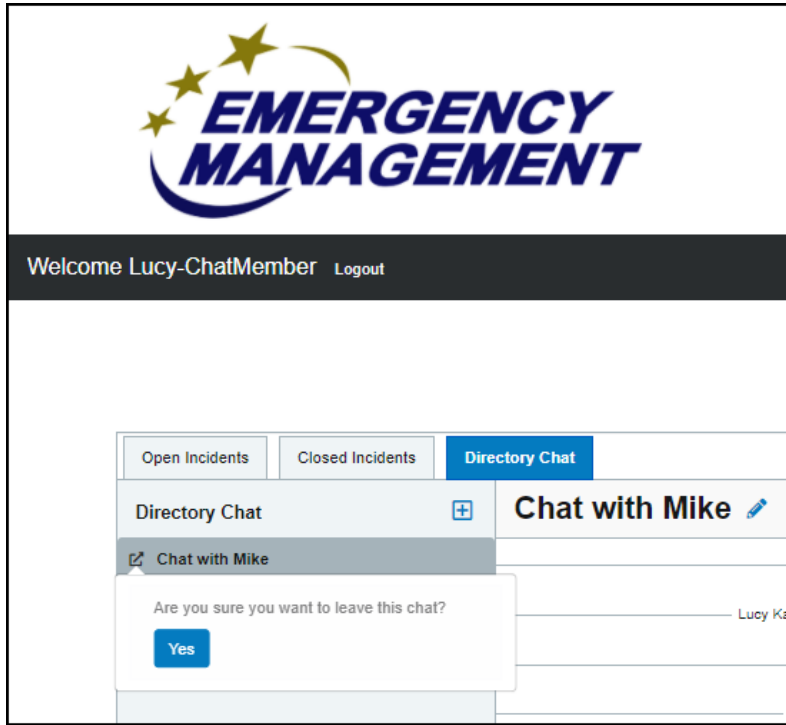 EMERGENCY
MANAGEMENT
Welcome Lucy-ChatMember Logout
Open Incidents Closed Incidents Directory Chat
Directory Chat
Chat with Mike
Chat with Mike
Are you sure you want to leave this chat?
Yes
Lucy